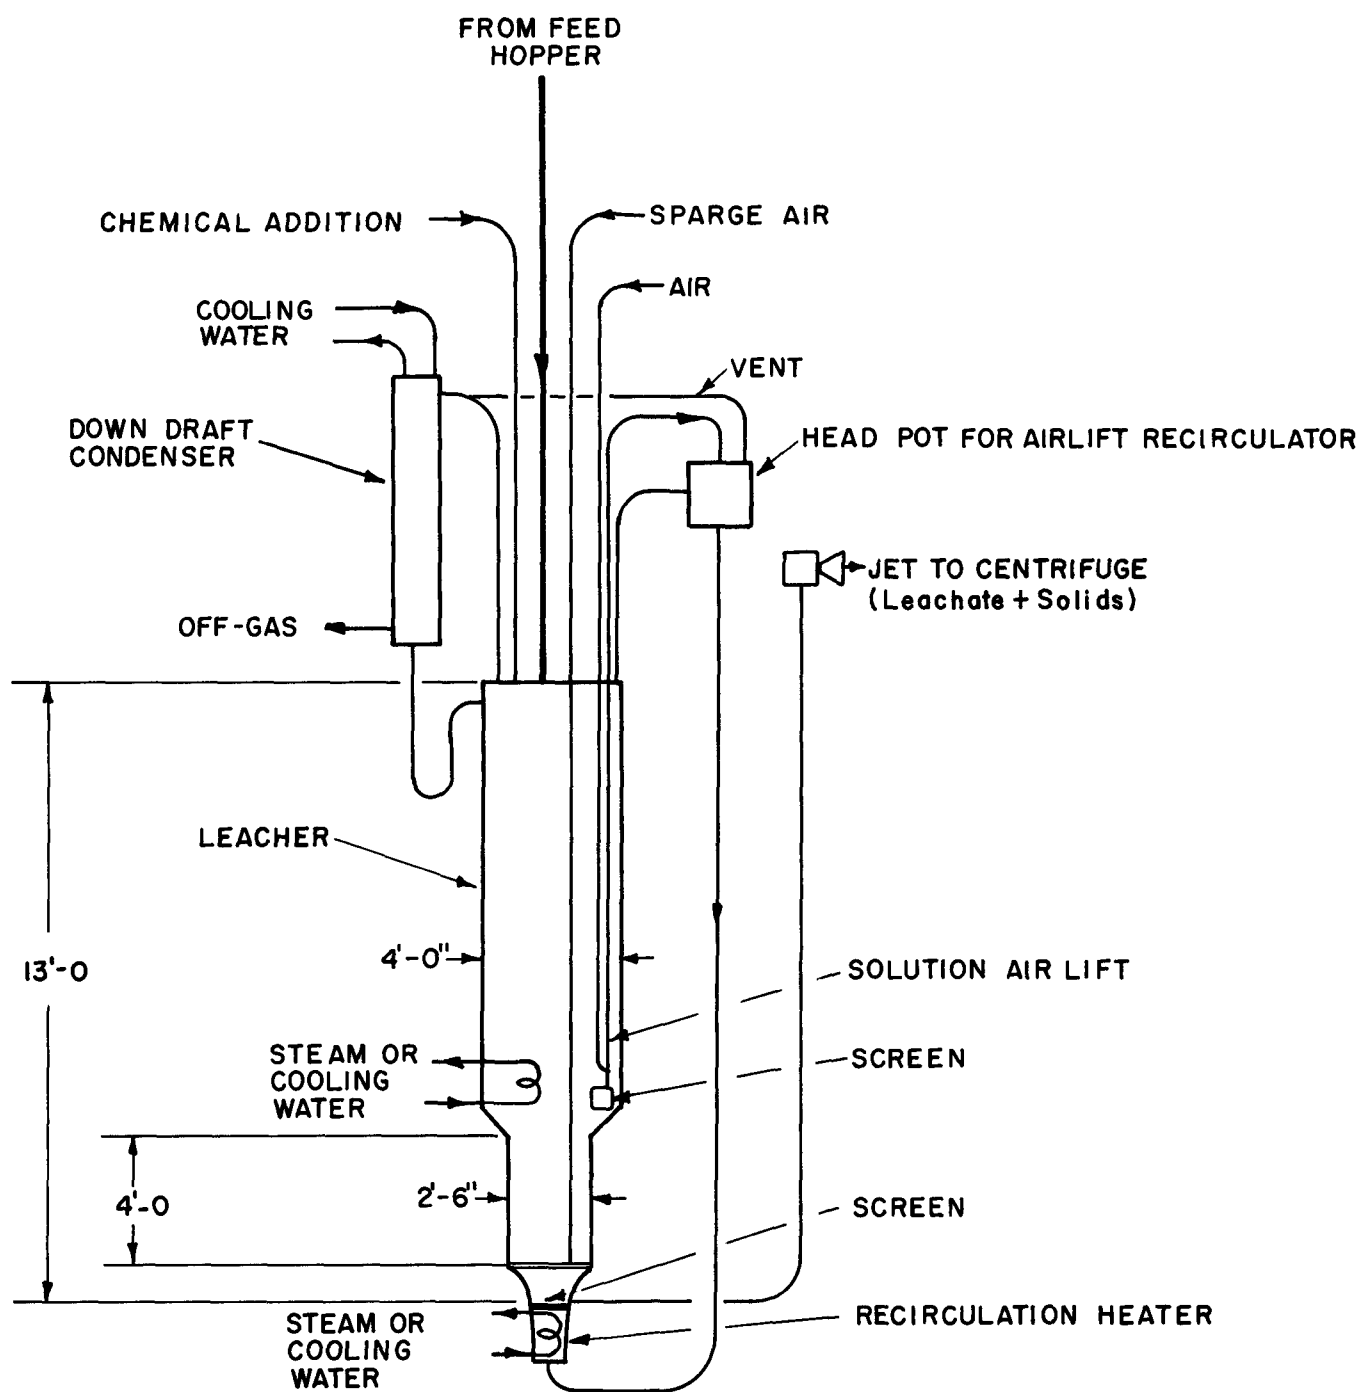 FROM FEED
HOPPER
CHEMICAL ADDITION
SPARGE AIR
AIR
COOLING
WATER
VENT
DOWN DRAFT
CONDENSER
HEAD POT FOR AIRLIFT RECIRCULATOR
JET TO CENTRIFUGE
(Leachate + Solids)
OFF-GAS
LEACHER
4'-0"
13'-0
SOLUTION AIR LIFT
STEAM OR
COOLING
WATER
SCREEN
4'-0
2'-6"
SCREEN
RECIRCULATION HEATER
STEAM OR
COOLING
WATER